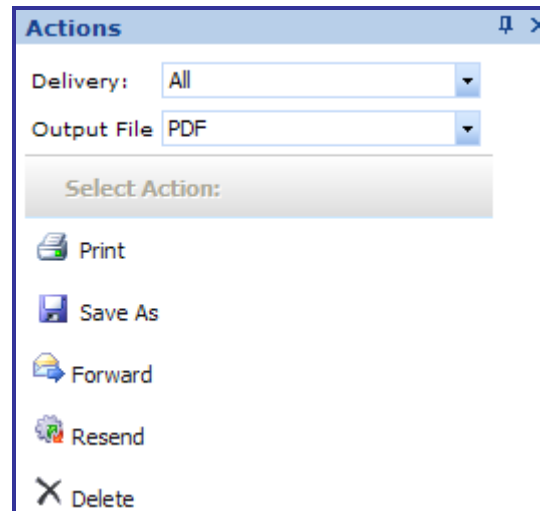 Actions
Delivery: All
Output File PDF
Select Action:
Print
Save As
Forward
Resend
Delete